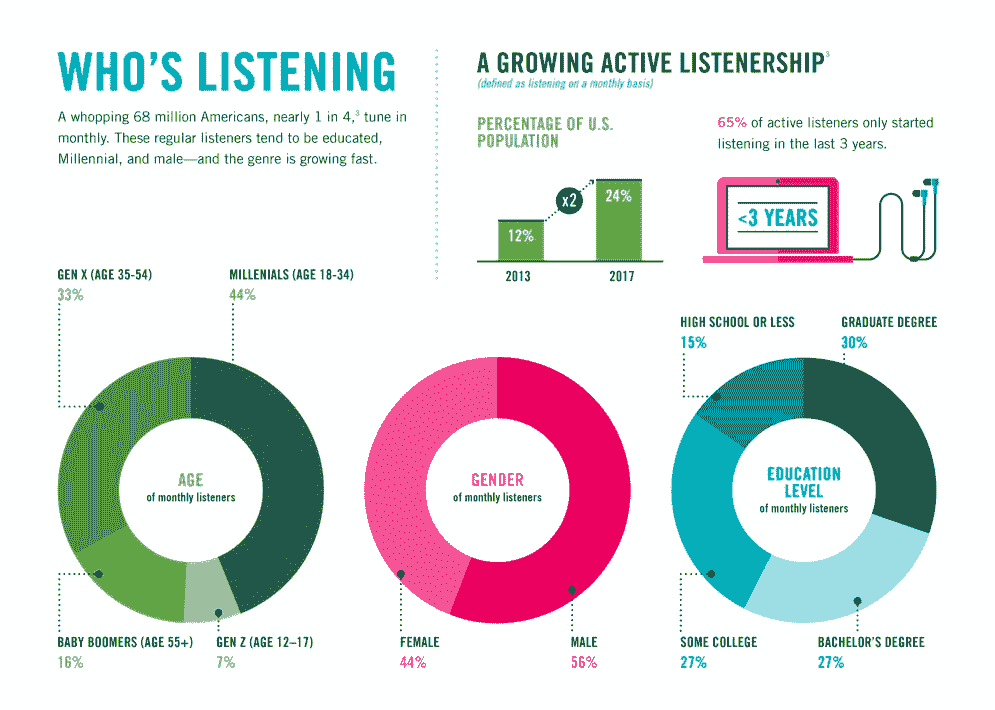 WHO'S LISTENING
A whopping 68 million Americans, nearly 1 in 4,³ tune in
monthly. These regular listeners tend to be educated,
Millennial, and male—and the genre is growing fast.
A GROWING ACTIVE LISTENERSHIP³
(defined as listening on a monthly basis)
PERCENTAGE OF U.S.
POPULATION
12%
x2
24%
2013
2017
65% of active listeners only started
listening in the last 3 years.
<3 YEARS
GEN X (AGE 35-54)
33%
MILLENIALS (AGE 18-34)
44%
AGE
of monthly listeners
BABY BOOMERS (AGE 55+)
16%
GEN Z (AGE 12–17)
7%
GENDER
of monthly listeners
FEMALE
44%
MALE
56%
HIGH SCHOOL OR LESS
15%
GRADUATE DEGREE
30%
EDUCATION
LEVEL
of monthly listeners
SOME COLLEGE
27%
BACHELOR'S DEGREE
27%